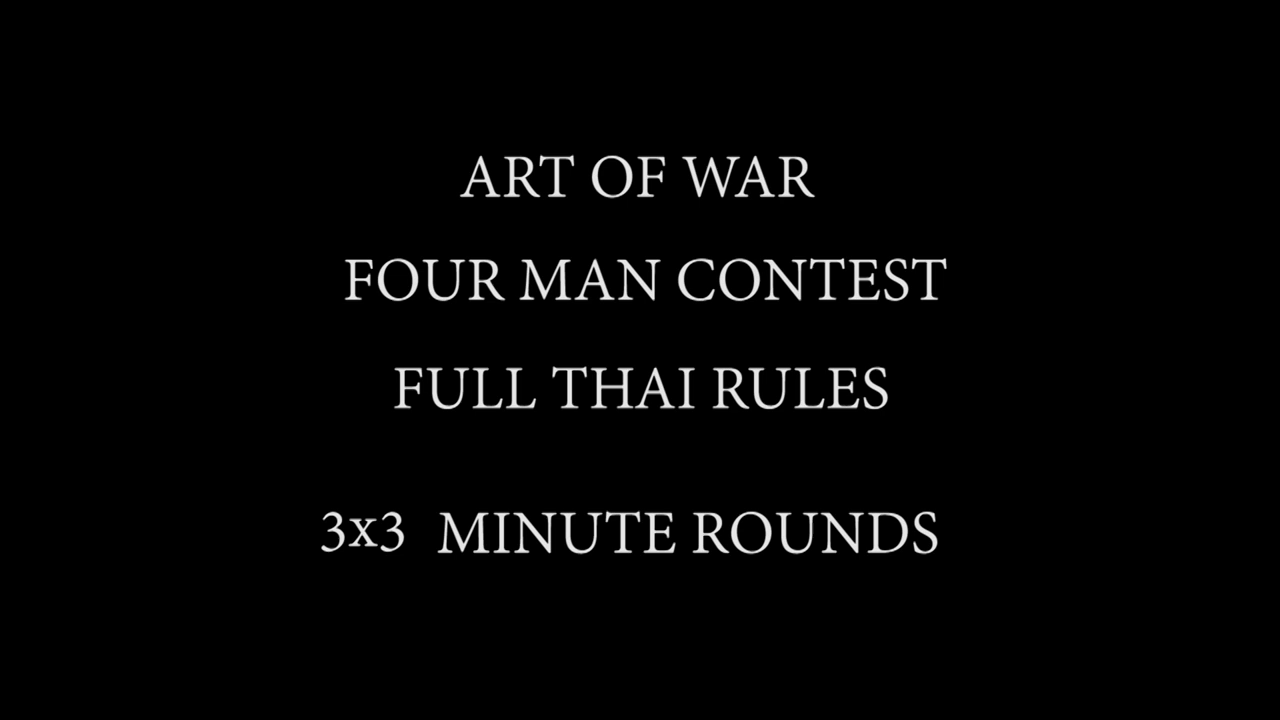 ART OF WAR
FOUR MAN CONTEST
FULL THAI RULES
3x3 MINUTE ROUNDS